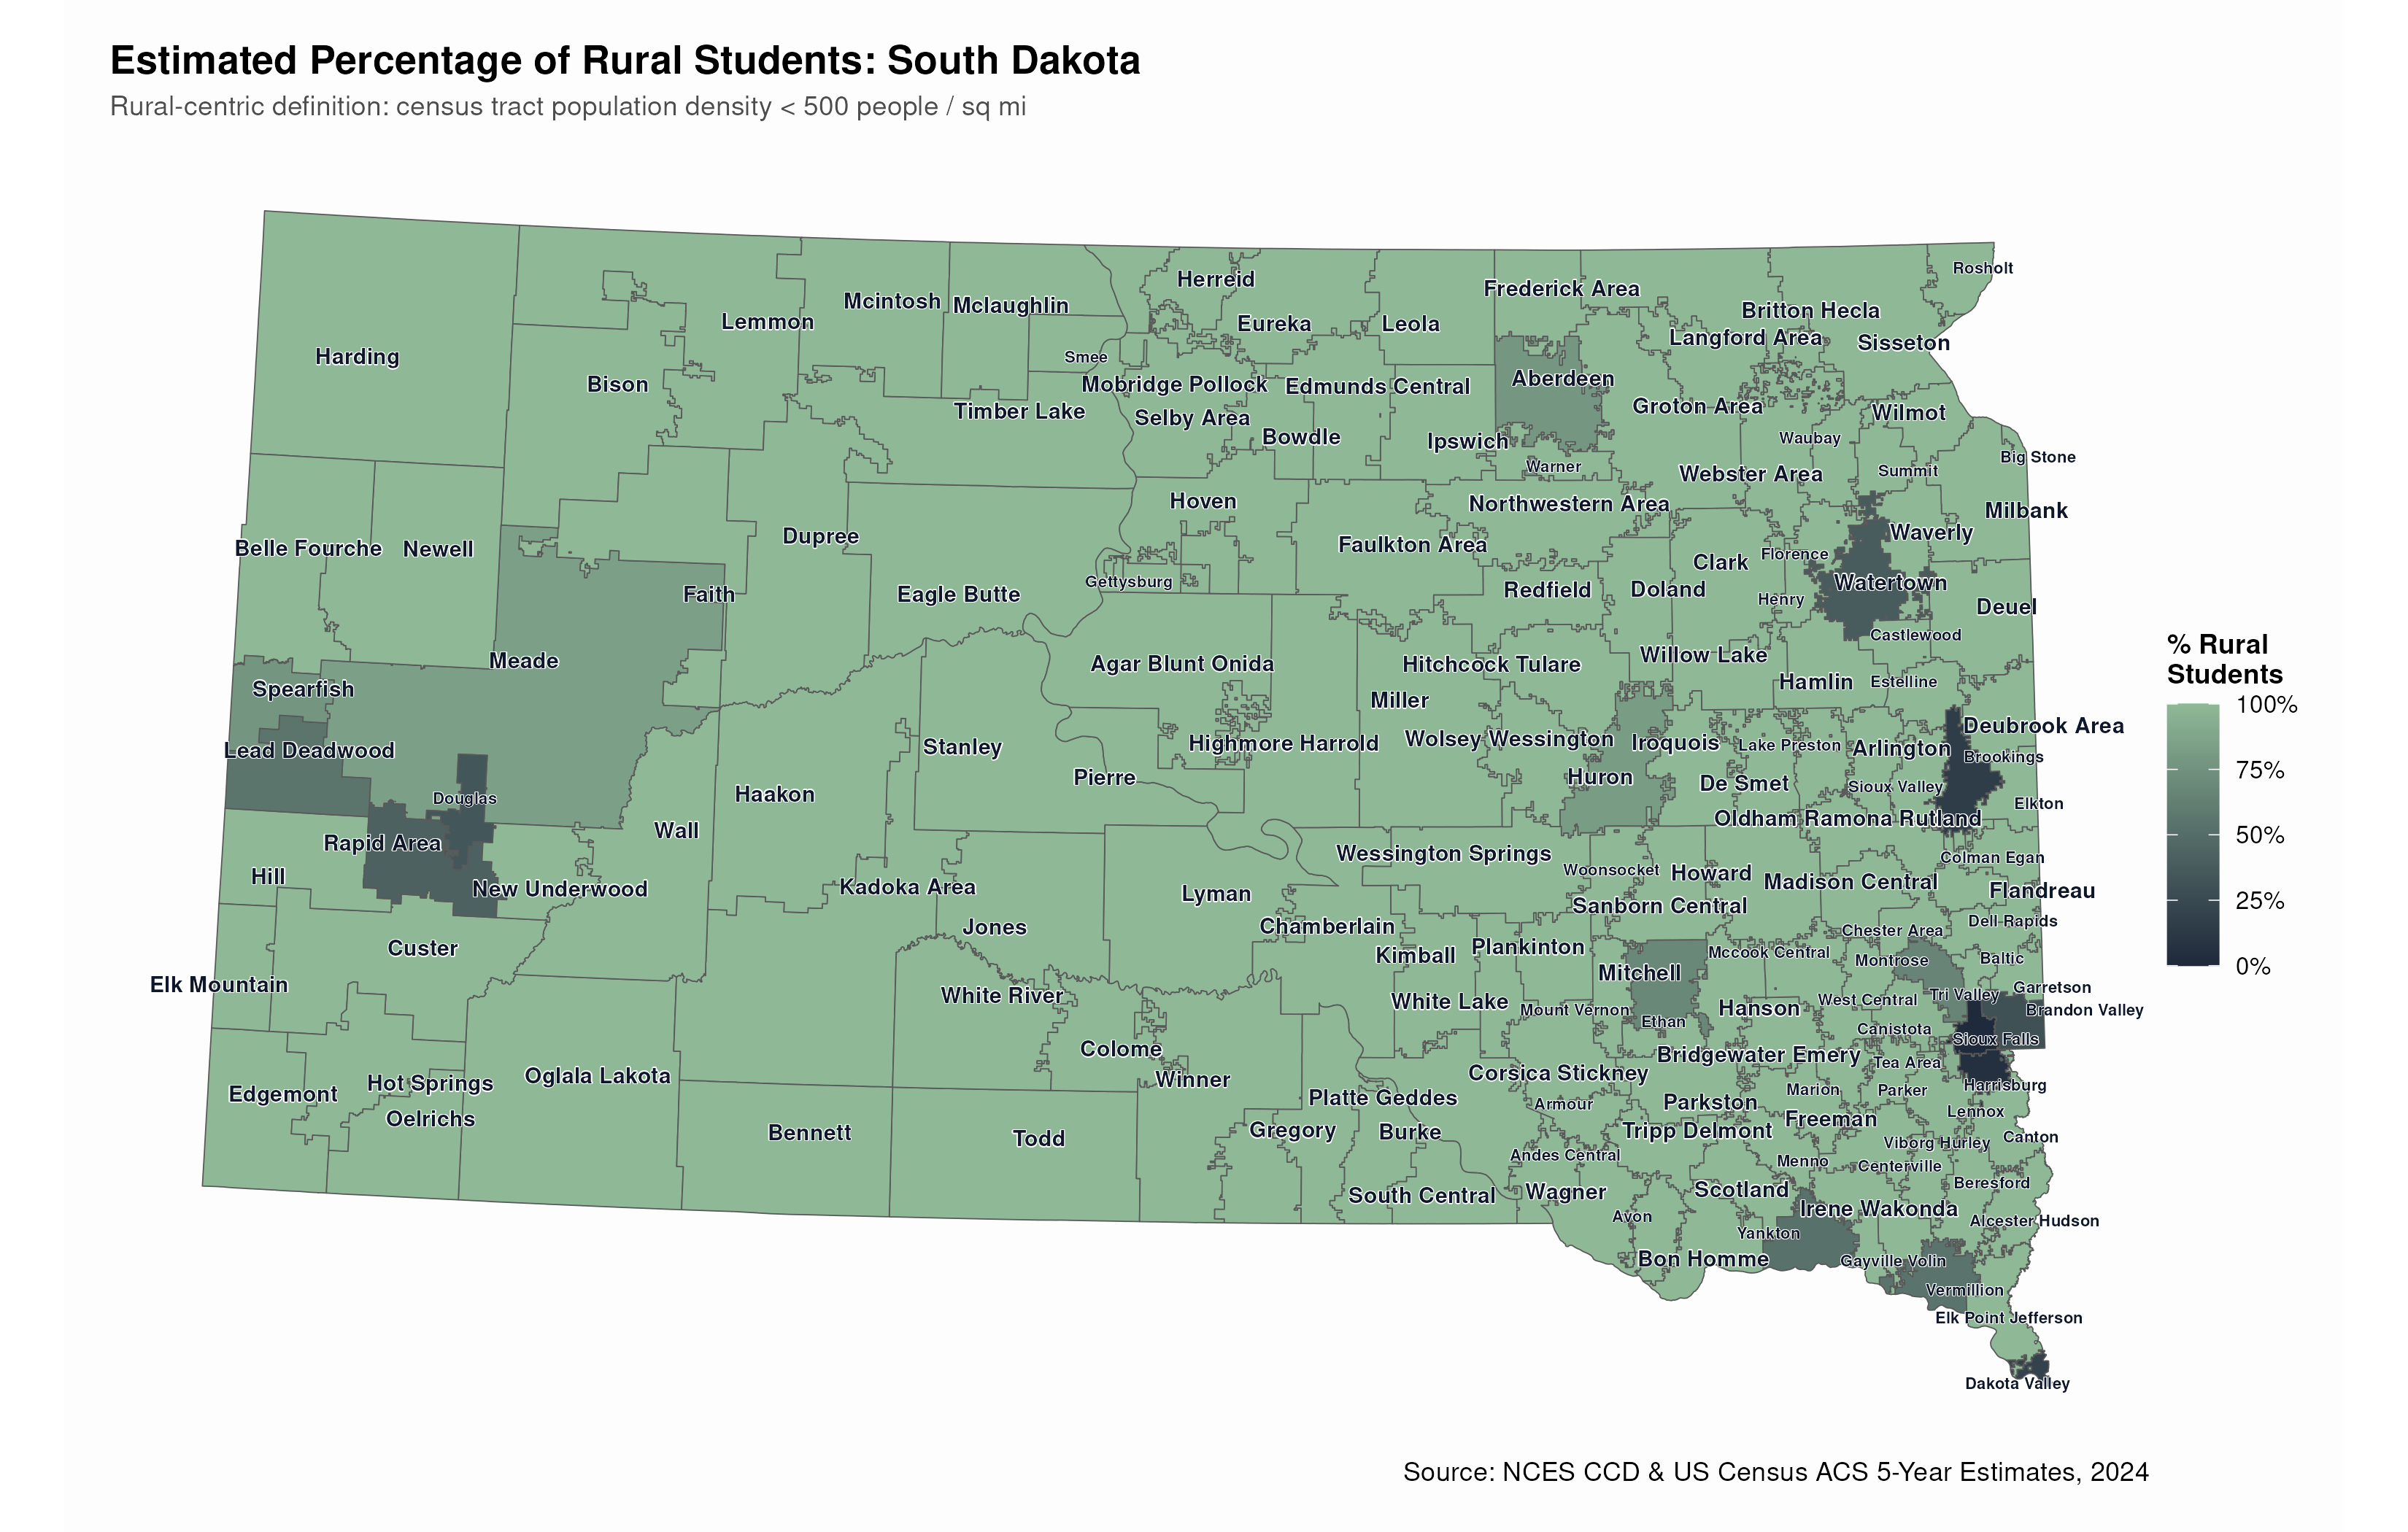 Estimated Percentage of Rural Students: South Dakota
Rural-centric definition: census tract population density < 500 people / sq mi
Rosholt
Herreid
Frederick Area
Mcintosh
Mclaughlin
Britton Hecla
Lemmon
Eureka
Leola
Langford Area
Sisseton
Harding
Smee
Bison
Mobridge Pollock
Edmunds Central
Aberdeen
Timber Lake
Selby Area
Groton Area
Wilmot
Bowdle
Ipswich
Waubay
Warner
Webster Area
Summit
Big Stone
Hoven
Northwestern Area
Milbank
Belle Fourche
Newell
Dupree
Faulkton Area
Clark
Florence
Waverly
Faith
Eagle Butte
Gettysburg
Redfield
Doland
Henry
Watertown
Deuel
Castlewood
Meade
Agar Blunt Onida
Hitchcock Tulare
Willow Lake
Spearfish
Miller
Hamlin
Estelline
Lead Deadwood
Stanley
Highmore Harrold
Wolsey Wessington
Iroquois
Lake Preston
Arlington
Deubrook Area
Brookings
Douglas
Haakon
Pierre
Huron
De Smet
Sioux Valley
Elkton
Rapid Area
Wall
Oldham Ramona Rutland
Hill
New Underwood
Kadoka Area
Lyman
Wessington Springs
Woonsocket
Howard
Madison Central
Colman Egan
Flandreau
Custer
Jones
Chamberlain
Kimball
Plankinton
Sanborn Central
Mccook Central
Chester Area
Dell Rapids
Elk Mountain
White River
White Lake
Mitchell
Montrose
Baltic
Mount Vernon
Ethan
Hanson
West Central
Tri Valley
Garretson
Brandon Valley
Canistota
Sioux Falls
Edgemont
Hot Springs
Oglala Lakota
Colome
Winner
Corsica Stickney
Bridgewater Emery
Tea Area
Harrisburg
Oelrichs
Platte Geddes
Armour
Parkston
Marion
Parker
Lennox
Bennett
Todd
Gregory
Burke
Tripp Delmont
Freeman
Viborg Hurley
Canton
Andes Central
Menno
Centerville
Beresford
South Central
Wagner
Scotland
Irene Wakonda
Avon
Yankton
Alcester Hudson
Bon Homme
Gayville Volin
Vermillion
Elk Point Jefferson
Dakota Valley
% Rural
Students
100%
75%
50%
25%
0%
Source: NCES CCD & US Census ACS 5-Year Estimates, 2024